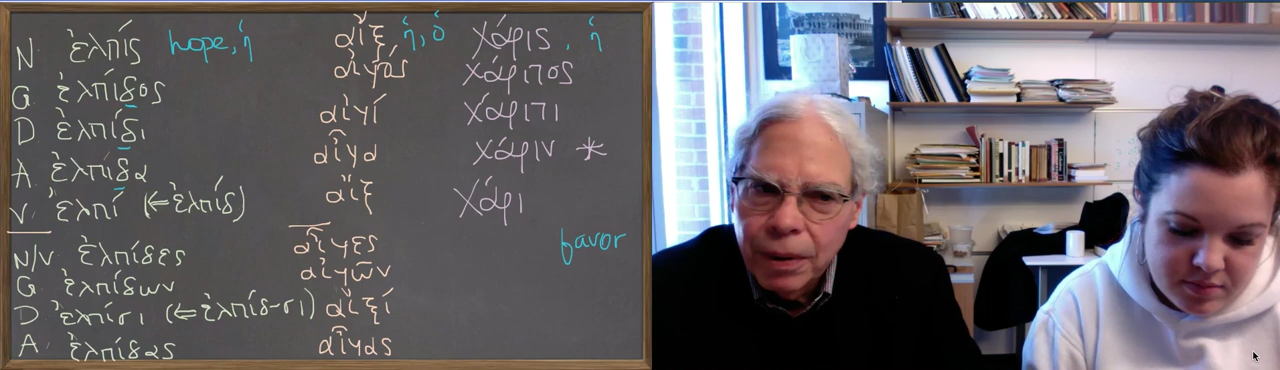 N ἐλπίς hope, ἡ αἴξ ἡ, ὁ χάρις, ἡ
G ἐλπίδος αἰγός χάριτος
D ἐλπίδι αἰγί χάριτι
A ἐλπίδα αἶγα χάριν *
V. ἐλπί (⇐ἐλπίδ) αἴξ χάρι
N/V ἐλπίδες αἶγες favor
G. ἐλπίδων αἰγῶν
D ἐλπίσι (⇐ἐλπίδ-σι) αἰξί
A. ἐλπίδας αἶγας